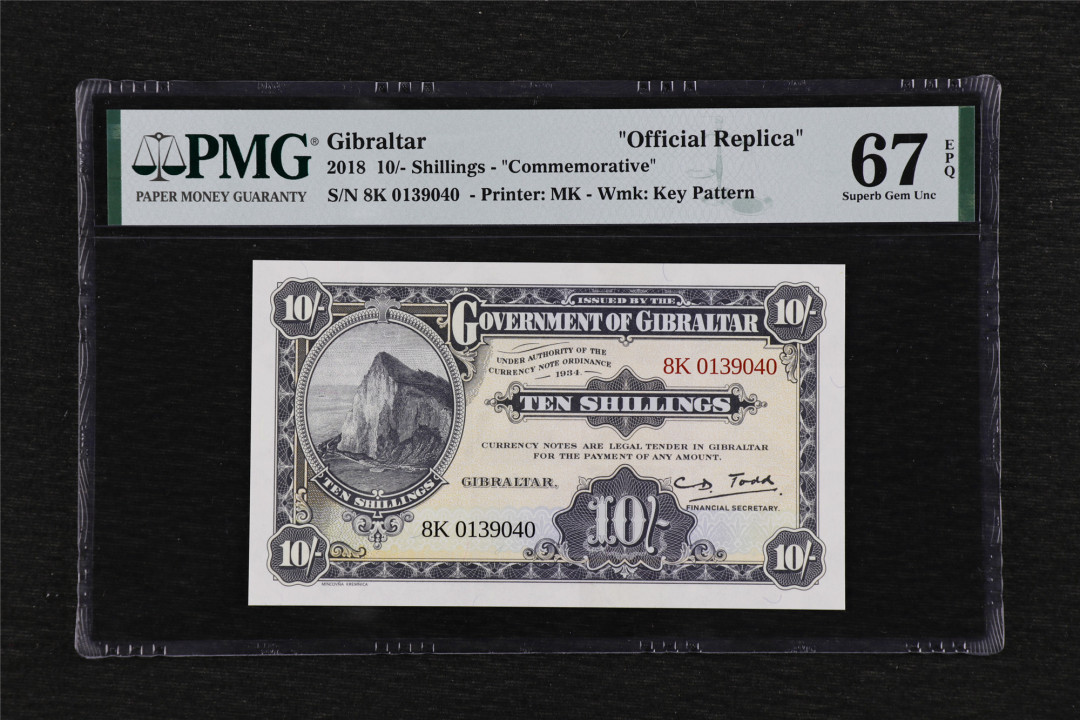 PMG®
PAPER MONEY GUARANTY
Gibraltar
"Official Replica"
2018 10/- Shillings - "Commemorative"
S/N 8K 0139040 - Printer: MK - Wmk: Key Pattern
67
EPQ
Superb Gem Unc
10/-
ISSUED BY THE
10/-
GOVERNMENT OF GIBRALTAR
UNDER AUTHORITY OF THE
CURRENCY NOTE ORDINANCE
1934.
8K 0139040
TEN SHILLINGS
CURRENCY NOTES ARE LEGAL TENDER IN GIBRALTAR
FOR THE PAYMENT OF ANY AMOUNT.
TEN SHILLINGS
GIBRALTAR,
C D. Todd.
FINANCIAL SECRETARY.
8K 0139040
10/-
10/-
10/-
MINCOVŇA KREMNICA